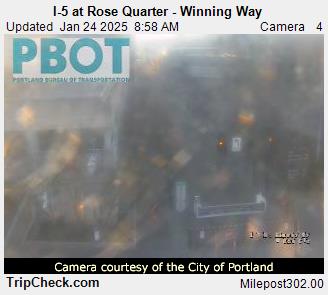 I-5 at Rose Quarter - Winning Way
Updated Jan 24 2025 8:58 AM Camera 4
PBOT
PORTLAND BUREAU OF TRANSPORTATION
Camera courtesy of the City of Portland
TripCheck.com Milepost302.00